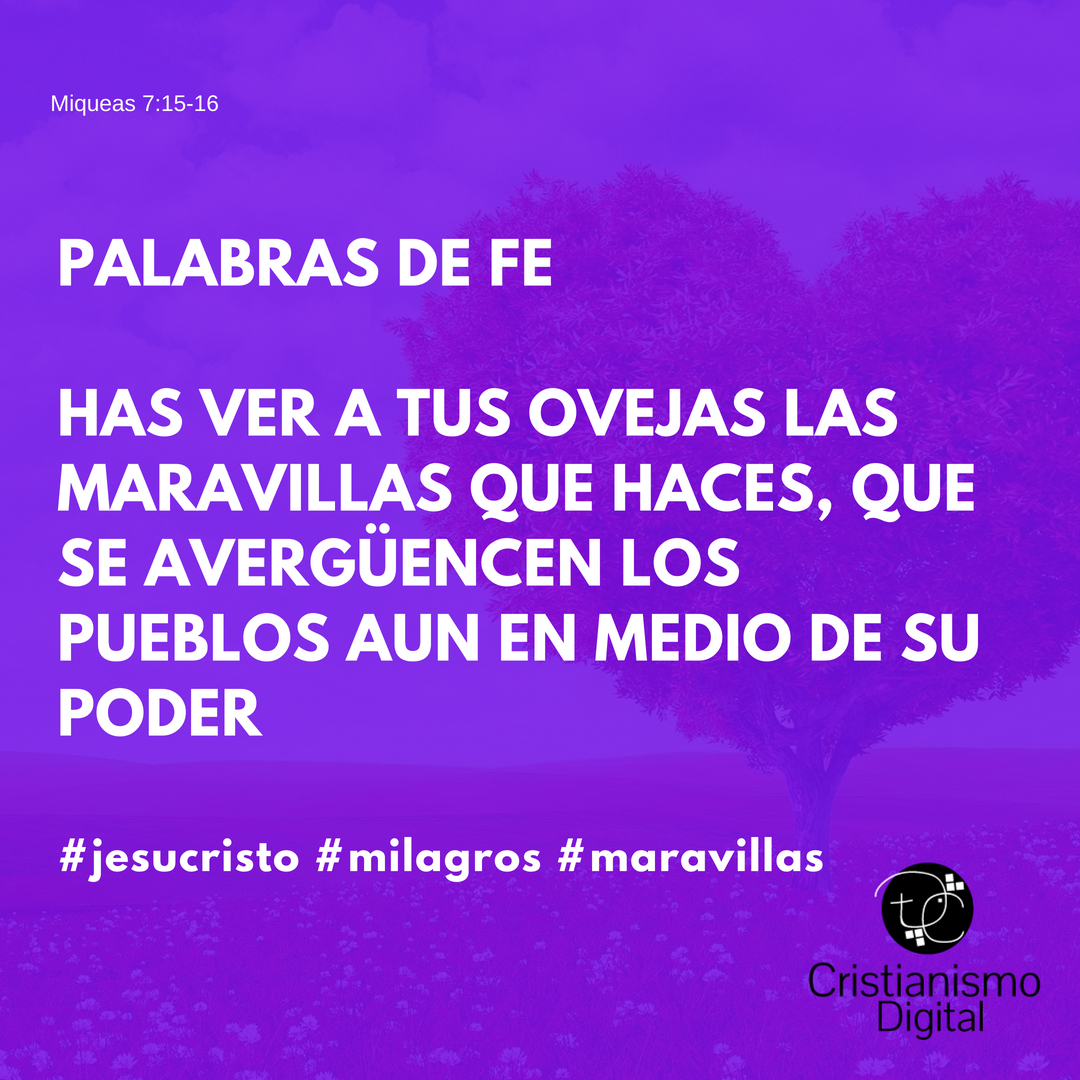 Miqueas 7:15-16
PALABRAS DE FE
HAS VER A TUS OVEJAS LAS
MARAVILLAS QUE HACES, QUE
SE AVERGÜENCEN LOS
PUEBLOS AUN EN MEDIO DE SU
PODER
#jesucristo #milagros #maravillas
Cristianismo
Digital